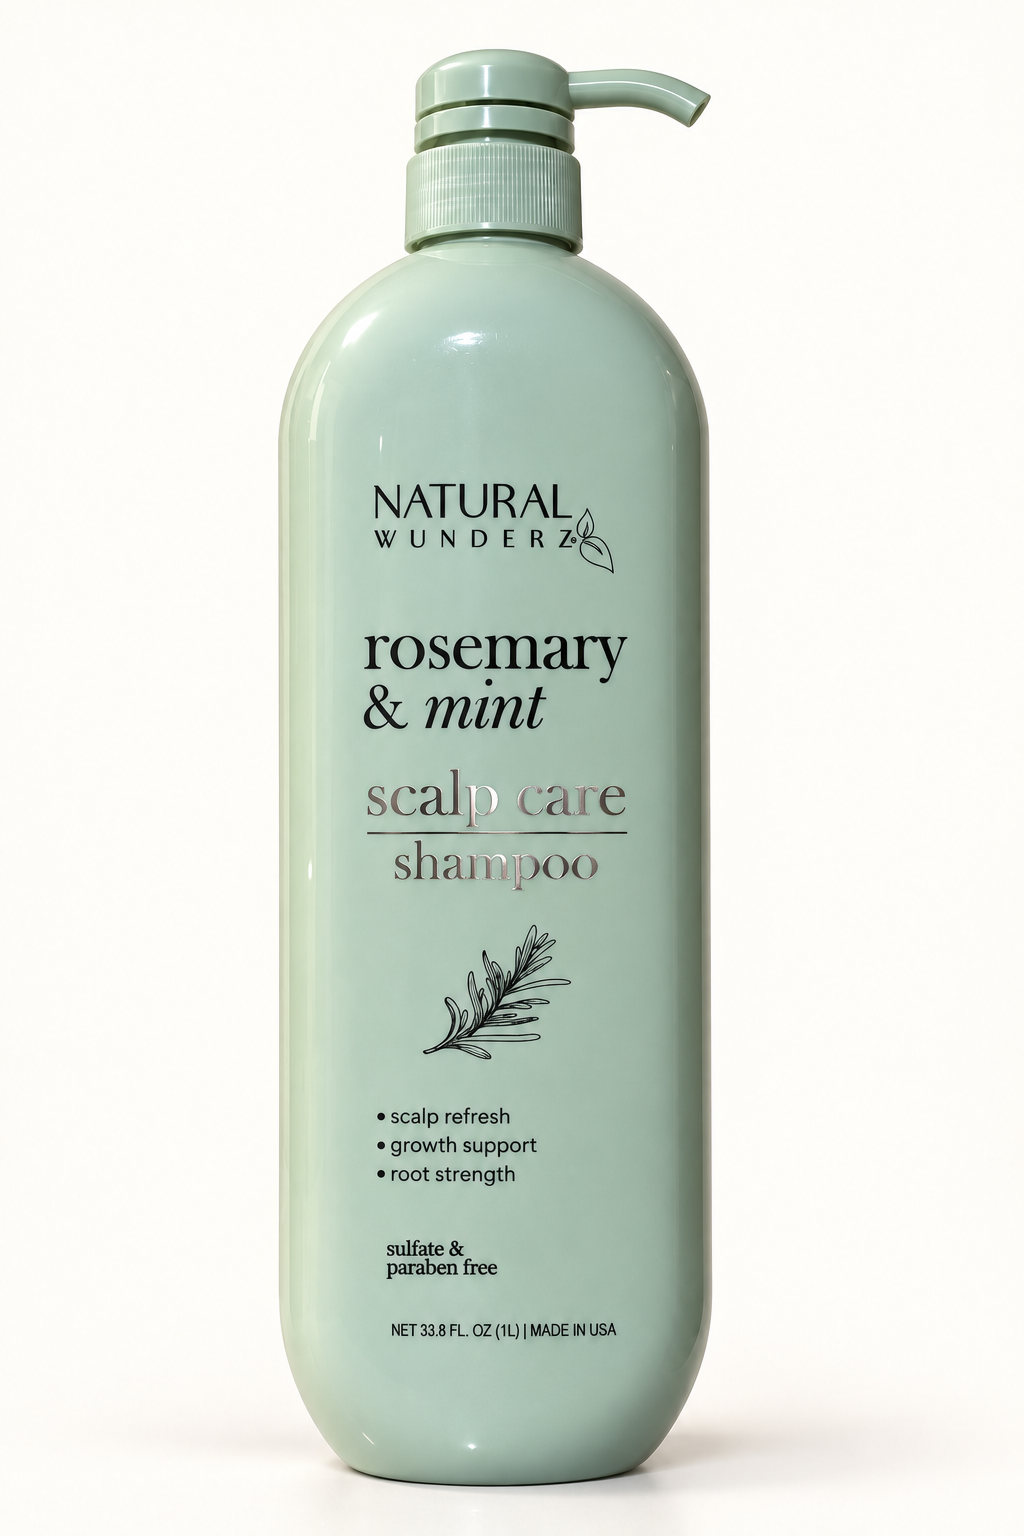 NATURAL
WUNDERZ®
rosemary
& mint
scalp care
shampoo
• scalp refresh
• growth support
• root strength
sulfate &
paraben free
NET 33.8 FL. OZ (1L) | MADE IN USA